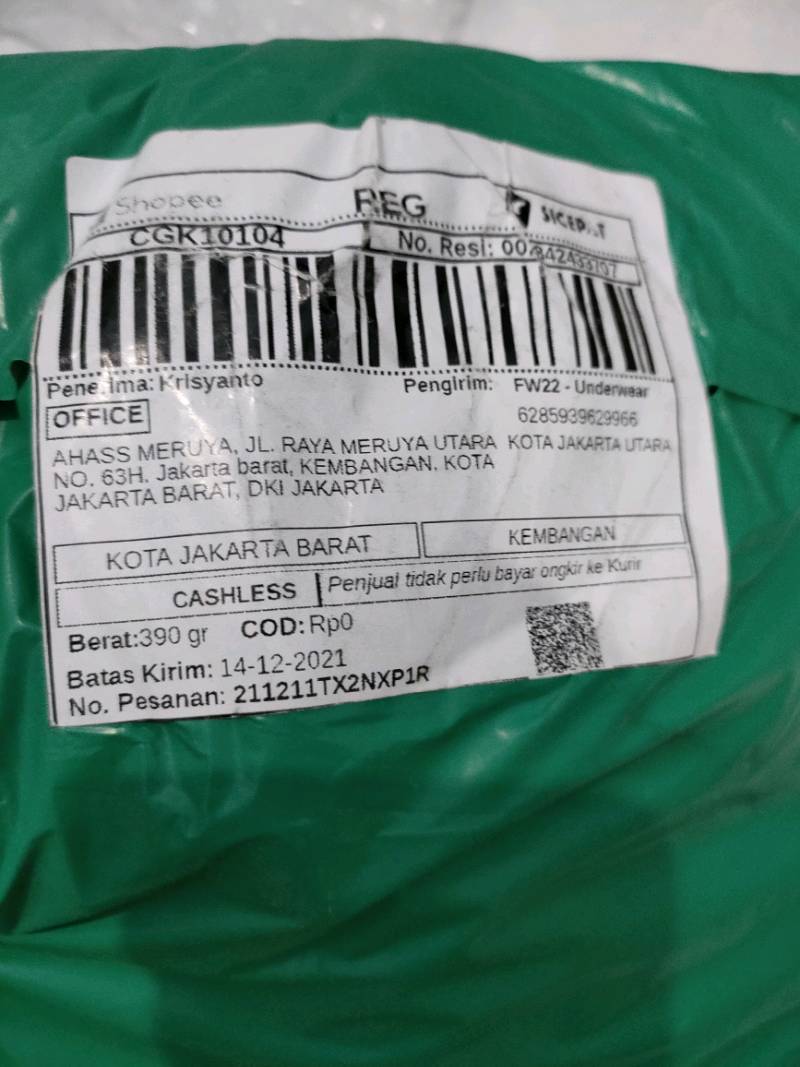 Shopee REG
CGK10104 No. Resi:
Penerima: Krisyanto Pengirim: FW22 - Underwear
OFFICE 6285939629966
AHASS MERUYA, JL. RAYA MERUYA UTARA KOTA JAKARTA UTARA
NO. 63H. Jakarta barat, KEMBANGAN, KOTA
JAKARTA BARAT, DKI JAKARTA
KOTA JAKARTA BARAT KEMBANGAN
CASHLESS Penjual tidak perlu bayar ongkir ke Kurir
Berat:390 gr COD: Rp0
Batas Kirim: 14-12-2021
No. Pesanan: 211211TX2NXP1R